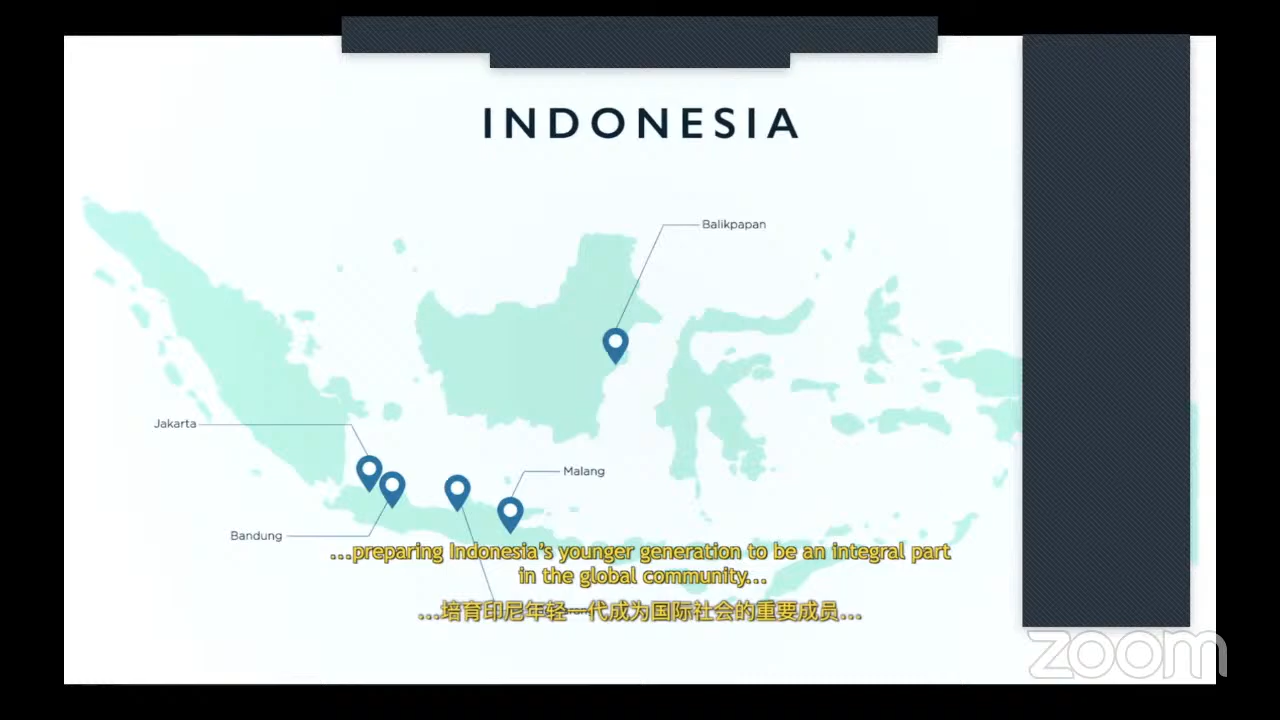 INDONESIA
Balikpapan
Jakarta
Malang
Bandung
...preparing Indonesia's younger generation to be an integral part
in the global community...
...培育印尼年轻一代成为国际社会的重要成员...
zoom